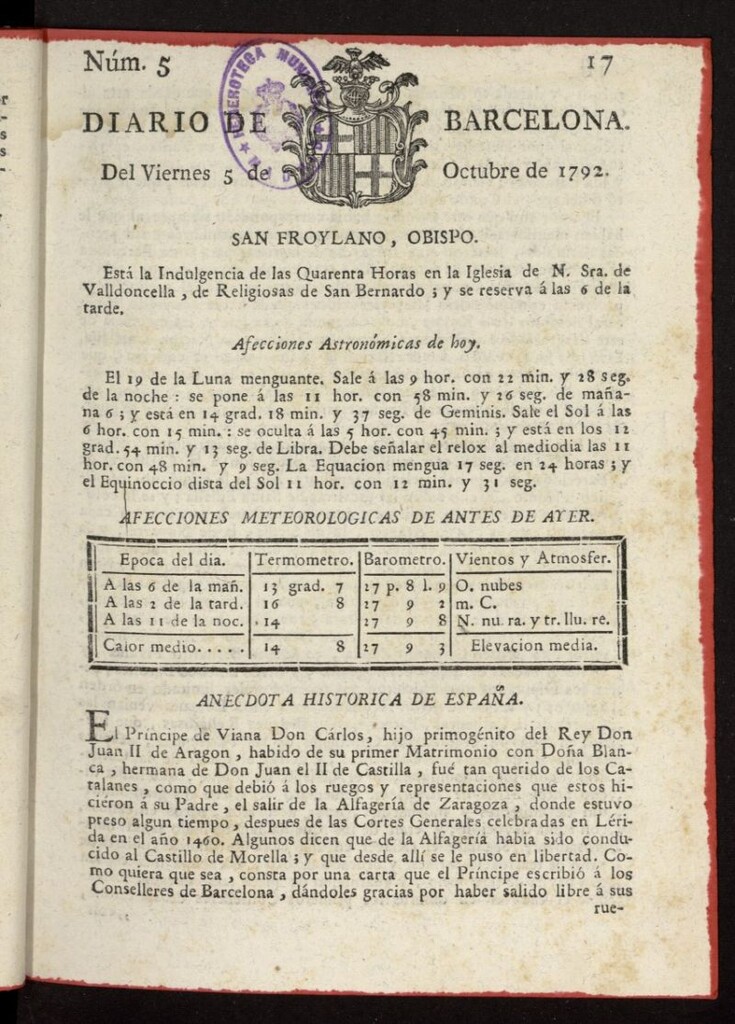 Núm. 5
17
DIARIO DE BARCELONA.
Del Viernes 5 de Octubre de 1792.
HEMEROTECA MUN
SAN FROYLANO, OBISPO.
Está la Indulgencia de las Quarenta Horas en la Iglesia de N. Sra. de
Valldoncella, de Religiosas de San Bernardo; y se reserva á las 6 de la
tarde.
Afecciones Astronómicas de hoy.
El 19 de la Luna menguante. Sale á las 9 hor. con 22 min. y 28 seg.
de la noche: se pone á las 11 hor. con 58 min. y 26 seg. de maña-
na 6; y está en 14 grad. 18 min. y 37 seg. de Geminis. Sale el Sol á las
6 hor. con 15 min.: se oculta á las 5 hor. con 45 min.; y está en los 12
grad. 54 min. y 13 seg. de Libra. Debe señalar el relox al mediodia las 11
hor. con 48 min. y 9 seg. La Equacion mengua 17 seg. en 24 horas; y
el Equinoccio dista del Sol 11 hor. con 12 min. y 31 seg.
AFECCIONES METEOROLOGICAS DE ANTES DE AYER.
Epoca del dia. Termometro. Barometro. Vientos y Atmosfer.
A las 6 de la mañ. 13 grad. 7 27 p. 8 l. 9 O. nubes
A las 2 de la tard. 16 8 27 9 2 m. C.
A las 11 de la noc. 14 27 9 8 N. nu. ra. y tr. llu. re.
Calor medio..... 14 8 27 9 3 Elevacion media.
ANECDOTA HISTORICA DE ESPAÑA.
El Príncipe de Viana Don Cárlos, hijo primogénito del Rey Don
Juan II de Aragon, habido de su primer Matrimonio con Doña Blan-
ca, hermana de Don Juan el II de Castilla, fué tan querido de los Ca-
talanes, como que debió á los ruegos y representaciones que estos hi-
ciéron á su Padre, el salir de la Alfagería de Zaragoza, donde estuvo
preso algun tiempo, despues de las Cortes Generales celebradas en Léri-
da en el año 1460. Algunos dicen que de la Alfagería habia sido condu-
cido al Castillo de Morella; y que desde allí se le puso en libertad. Co-
mo quiera que sea, consta por una carta que el Príncipe escribió á los
Conselleres de Barcelona, dándoles gracias por haber salido libre á sus
rue-